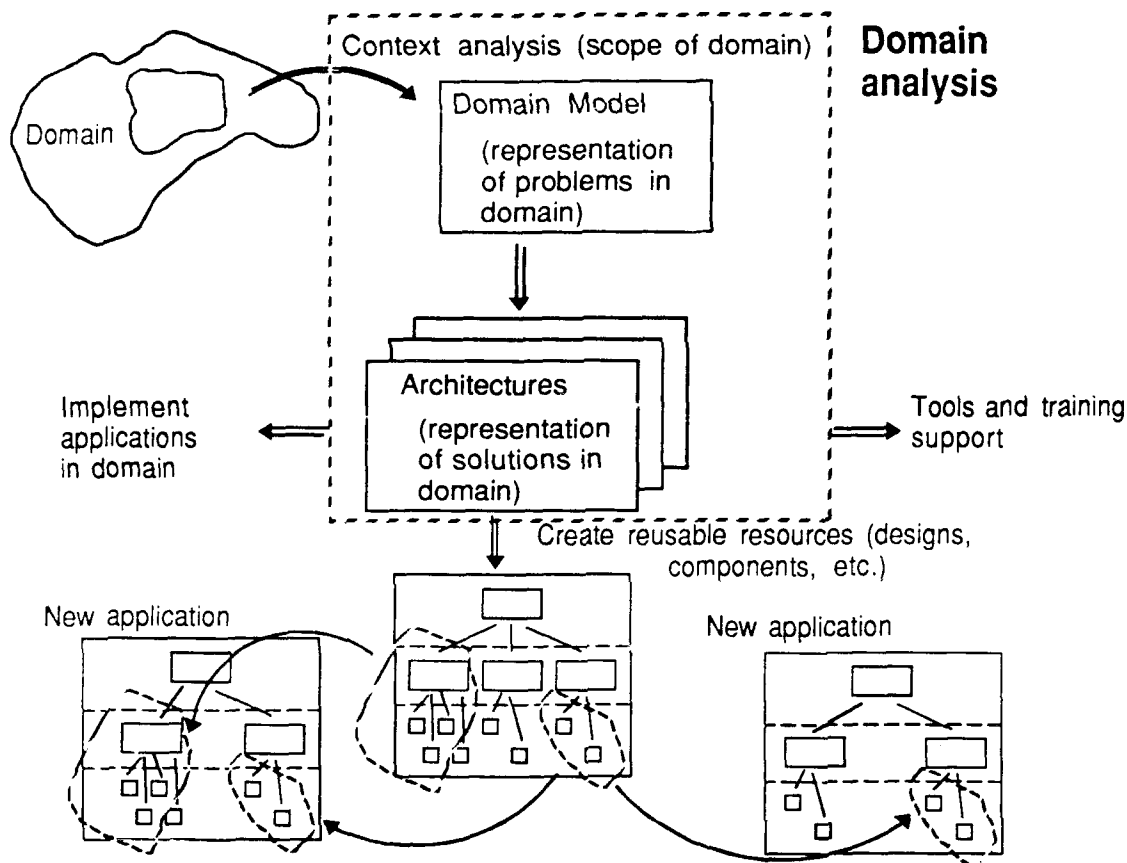 Context analysis (scope of domain)
Domain
analysis
Domain
Domain Model
(representation
of problems in
domain)
Architectures
(representation
of solutions in
domain)
Implement
applications
in domain
Tools and training
support
Create reusable resources (designs,
components, etc.)
New application
New application